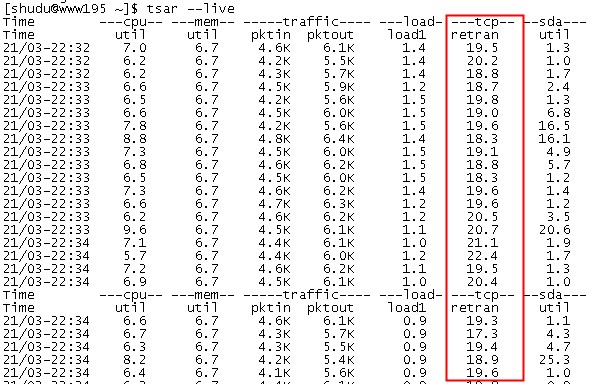 [shudu@www195 ~]$ tsar --live
Time ---cpu-- ---mem-- -----traffic---- --load- ---tcp-- ---sda---
Time util util pktin pktout load1 retran util
21/03-22:32 7.0 6.7 4.6K 6.1K 1.4 19.5 1.3
21/03-22:32 6.2 6.7 4.2K 5.5K 1.4 20.2 1.0
21/03-22:32 6.2 6.7 4.3K 5.7K 1.4 18.8 1.7
21/03-22:33 6.6 6.7 4.5K 5.9K 1.2 18.7 2.4
21/03-22:33 6.5 6.7 4.2K 5.6K 1.5 19.8 1.3
21/03-22:33 6.6 6.7 4.5K 6.0K 1.5 19.0 6.8
21/03-22:33 7.8 6.7 4.2K 5.6K 1.5 19.6 16.5
21/03-22:33 8.8 6.7 4.8K 6.4K 1.4 18.3 16.1
21/03-22:33 7.3 6.7 4.5K 6.0K 1.5 19.1 4.9
21/03-22:33 6.8 6.7 4.5K 6.2K 1.2 18.8 5.7
21/03-22:33 6.5 6.7 4.5K 6.0K 1.5 18.3 1.2
21/03-22:33 7.3 6.7 4.6K 6.2K 1.4 19.6 1.4
21/03-22:33 6.6 6.7 4.7K 6.3K 1.2 19.6 1.2
21/03-22:33 6.2 6.7 4.6K 6.2K 1.2 20.5 3.5
21/03-22:33 9.6 6.7 4.5K 6.1K 1.1 20.7 20.6
21/03-22:34 7.1 6.7 4.4K 6.1K 1.0 21.1 1.9
21/03-22:34 5.7 6.7 4.4K 6.0K 1.2 22.4 1.7
21/03-22:34 7.2 6.7 4.6K 6.2K 1.1 19.5 1.3
21/03-22:34 6.9 6.7 4.5K 6.1K 1.0 20.4 1.0
Time ---cpu-- ---mem-- -----traffic---- --load- ---tcp-- ---sda---
Time util util pktin pktout load1 retran util
21/03-22:34 6.6 6.7 4.6K 6.1K 0.9 19.3 1.1
21/03-22:34 6.7 6.7 4.3K 5.7K 0.9 17.3 4.3
21/03-22:34 6.3 6.7 4.3K 5.5K 0.9 19.4 4.7
21/03-22:34 8.2 6.7 4.2K 5.4K 0.9 18.9 25.3
21/03-22:34 6.4 6.7 4.1K 5.6K 0.9 19.6 1.0